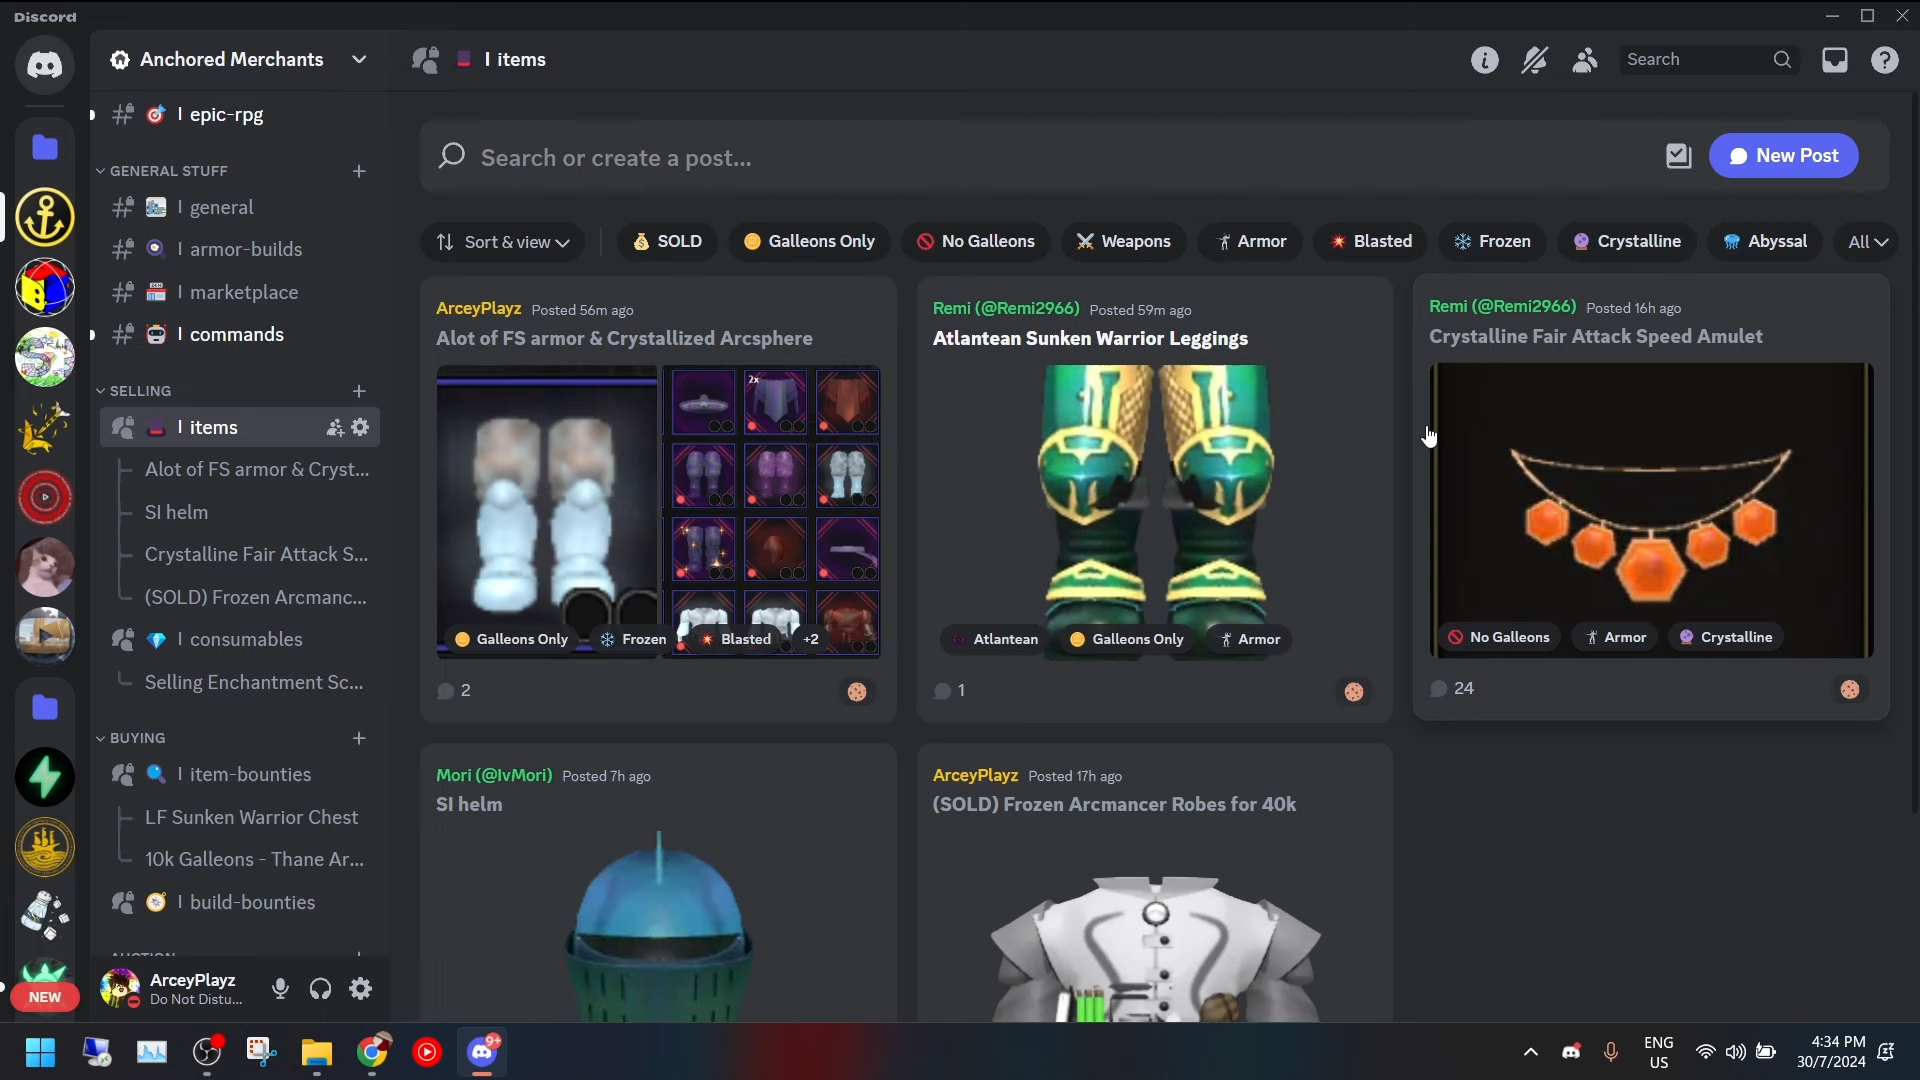 Discord
Anchored Merchants
l items
Search
l epic-rpg
GENERAL STUFF
l general
l armor-builds
l marketplace
l commands
SELLING
l items
Alot of FS armor & Cryst...
SI helm
Crystalline Fair Attack S...
(SOLD) Frozen Arcmanc...
l consumables
Selling Enchantment Sc...
BUYING
l item-bounties
LF Sunken Warrior Chest
10k Galleons - Thane Ar...
l build-bounties
AUCTION
ArceyPlayz
Do Not Distu...
NEW
Search or create a post...
New Post
Sort & view
SOLD
Galleons Only
No Galleons
Weapons
Armor
Blasted
Frozen
Crystalline
Abyssal
All
ArceyPlayz Posted 56m ago
Alot of FS armor & Crystallized Arcsphere
2x
Galleons Only
Frozen
Blasted
+2
2
Remi (@Remi2966) Posted 59m ago
Atlantean Sunken Warrior Leggings
Atlantean
Galleons Only
Armor
1
Remi (@Remi2966) Posted 16h ago
Crystalline Fair Attack Speed Amulet
No Galleons
Armor
Crystalline
24
Mori (@IvMori) Posted 7h ago
SI helm
ArceyPlayz Posted 17h ago
(SOLD) Frozen Arcmancer Robes for 40k
9+
ENG
US
4:34 PM
30/7/2024